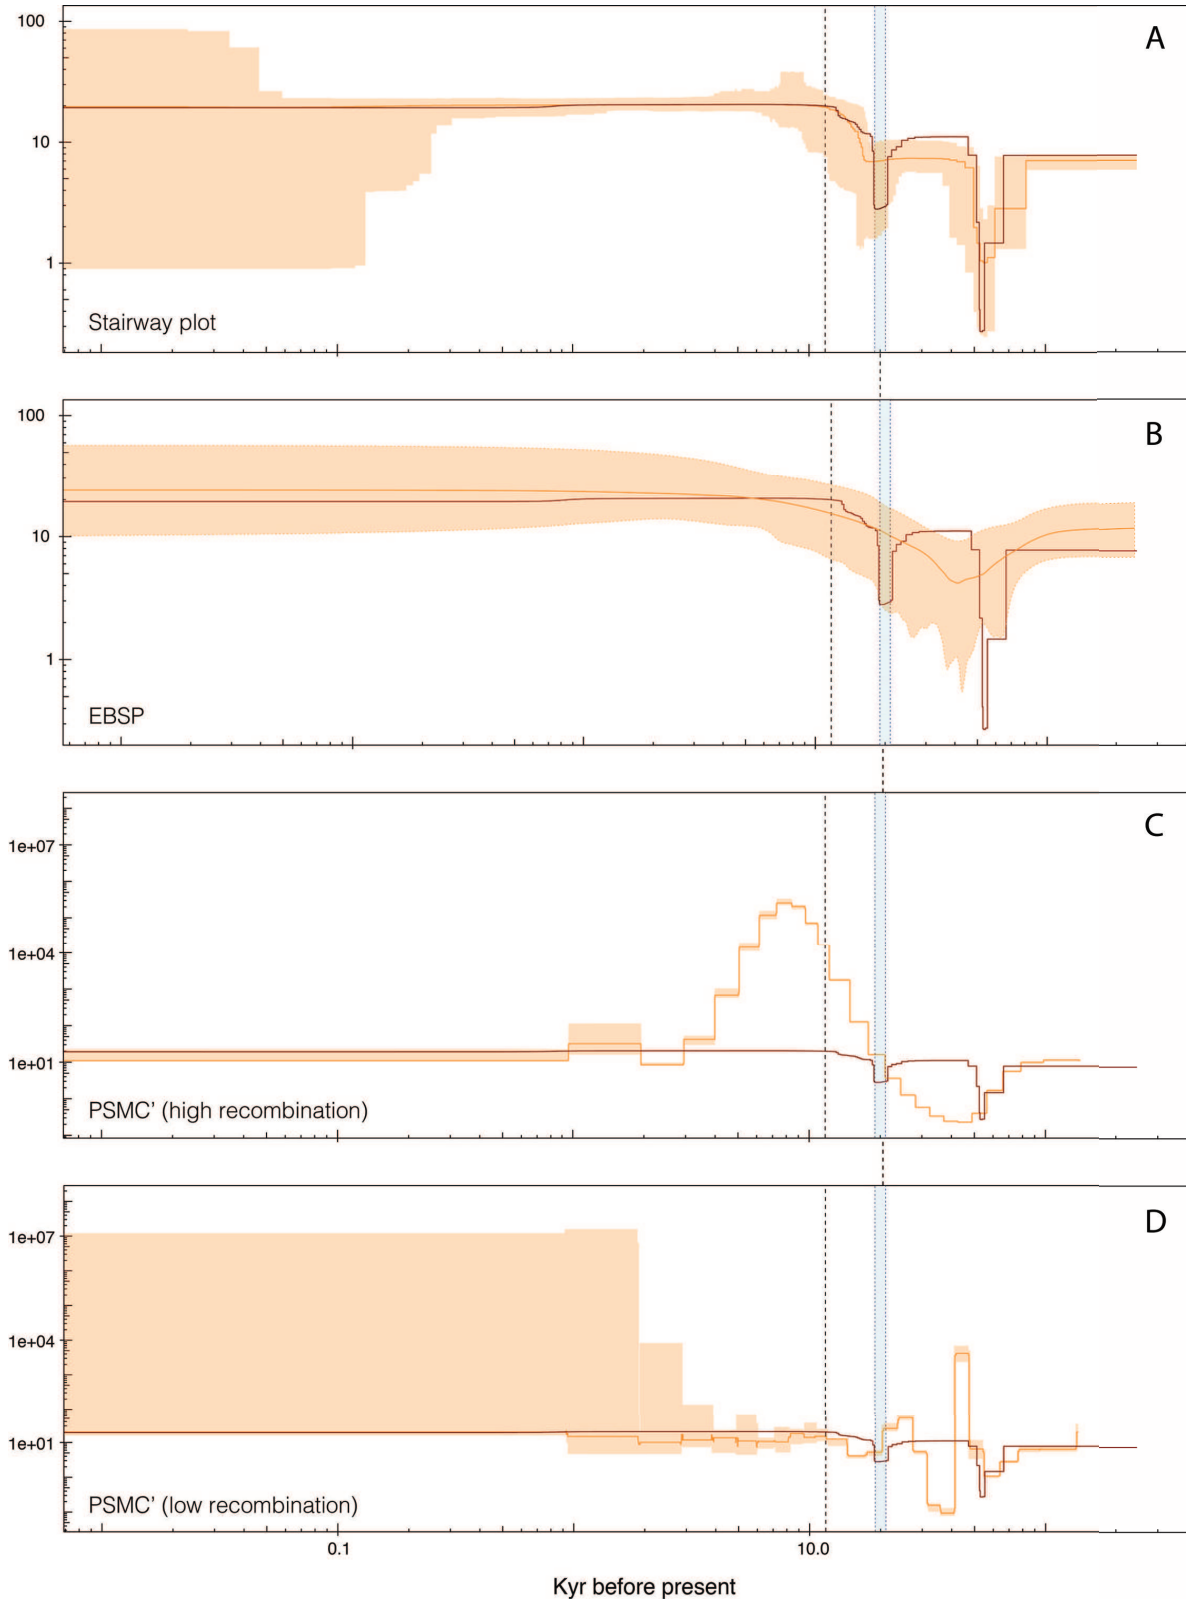 100
A
10
1
Stairway plot
100
B
10
1
EBSP
C
1e+07
1e+04
1e+01
PSMC' (high recombination)
D
1e+07
1e+04
1e+01
PSMC' (low recombination)
0.1
10.0
Kyr before present